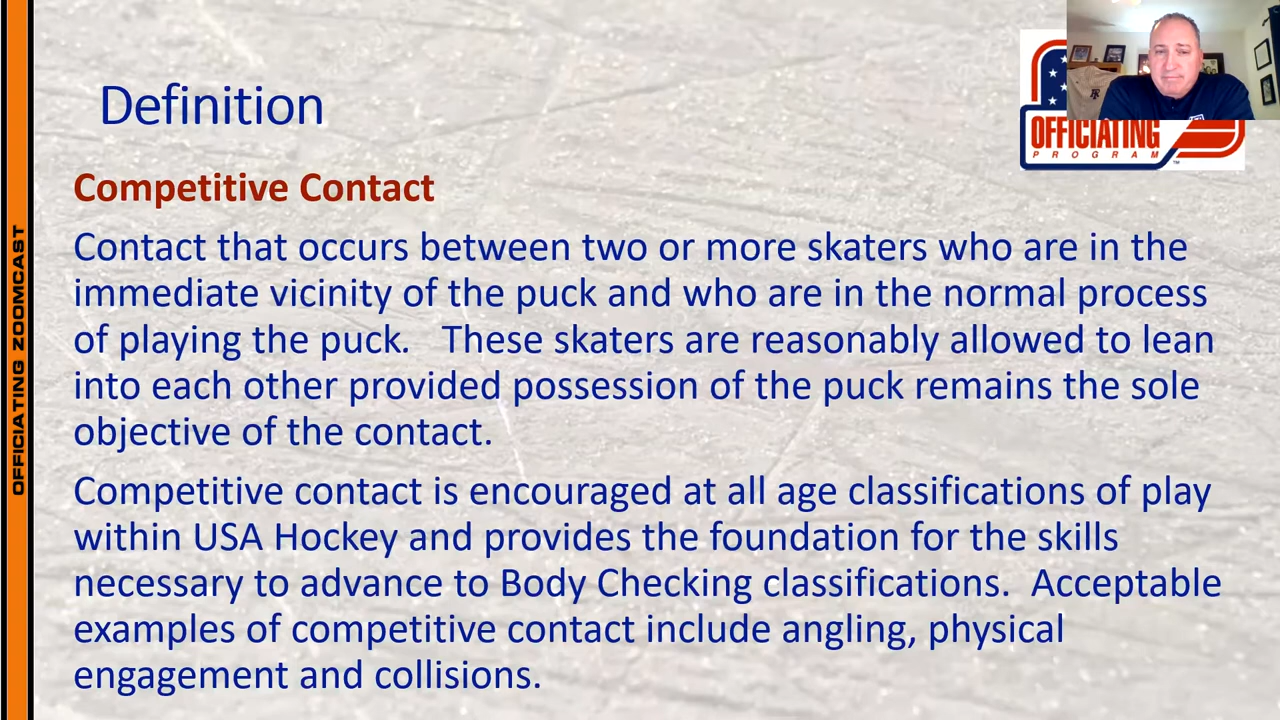 Definition
OFFICIATING
PROGRAM
™
Competitive Contact
Contact that occurs between two or more skaters who are in the
immediate vicinity of the puck and who are in the normal process
of playing the puck.   These skaters are reasonably allowed to lean
into each other provided possession of the puck remains the sole
objective of the contact.
Competitive contact is encouraged at all age classifications of play
within USA Hockey and provides the foundation for the skills
necessary to advance to Body Checking classifications.  Acceptable
examples of competitive contact include angling, physical
engagement and collisions.
OFFICIATING ZOOMCAST